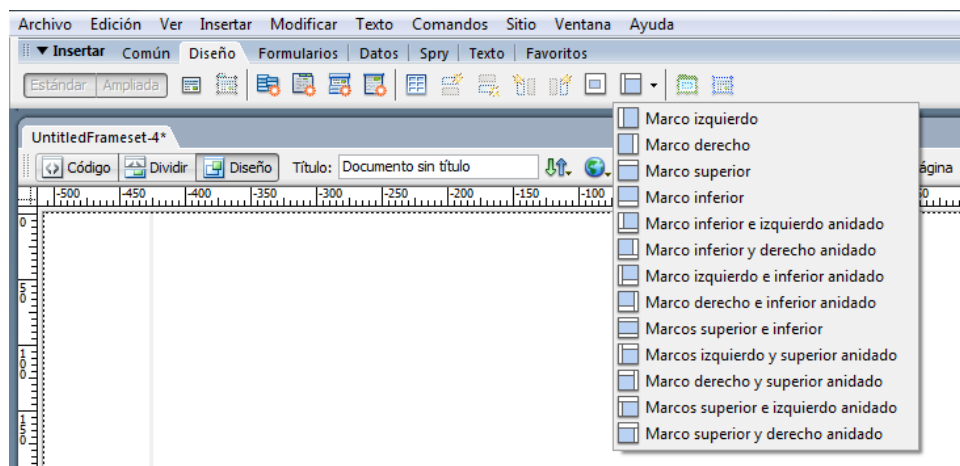 Archivo Edición Ver Insertar Modificar Texto Comandos Sitio Ventana Ayuda
▼ Insertar Común Diseño Formularios Datos Spry Texto Favoritos
Estándar Ampliada
UntitledFrameset-4*
Código Dividir Diseño Título: Documento sin título ágina
-500 -450 -400 -350 -300 -250 -200 -150 -100
0
50
100
150
Marco izquierdo
Marco derecho
Marco superior
Marco inferior
Marco inferior e izquierdo anidado
Marco inferior y derecho anidado
Marco izquierdo e inferior anidado
Marco derecho e inferior anidado
Marcos superior e inferior
Marcos izquierdo y superior anidado
Marco derecho y superior anidado
Marcos superior e izquierdo anidado
Marco superior y derecho anidado